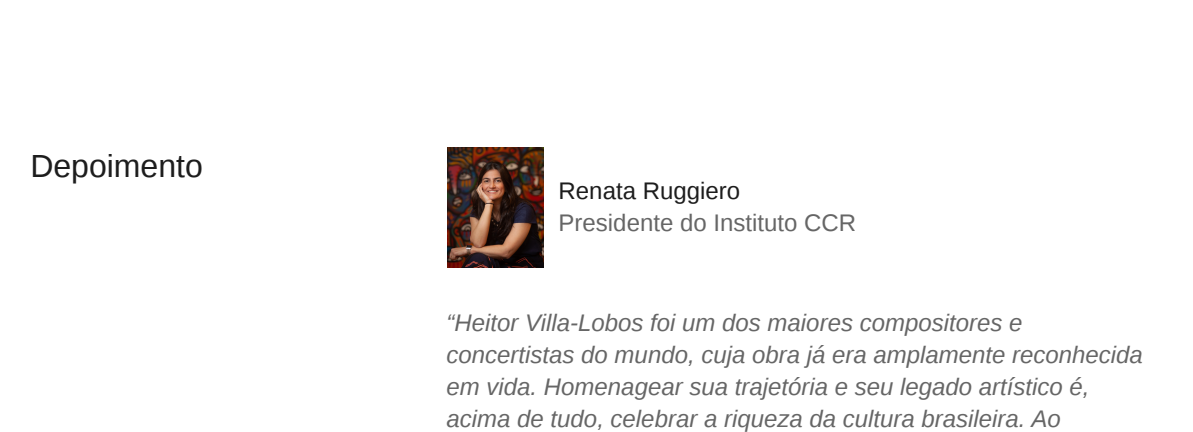 Depoimento
Renata Ruggiero
Presidente do Instituto CCR
“Heitor Villa-Lobos foi um dos maiores compositores e
concertistas do mundo, cuja obra já era amplamente reconhecida
em vida. Homenagear sua trajetória e seu legado artístico é,
acima de tudo, celebrar a riqueza da cultura brasileira. Ao